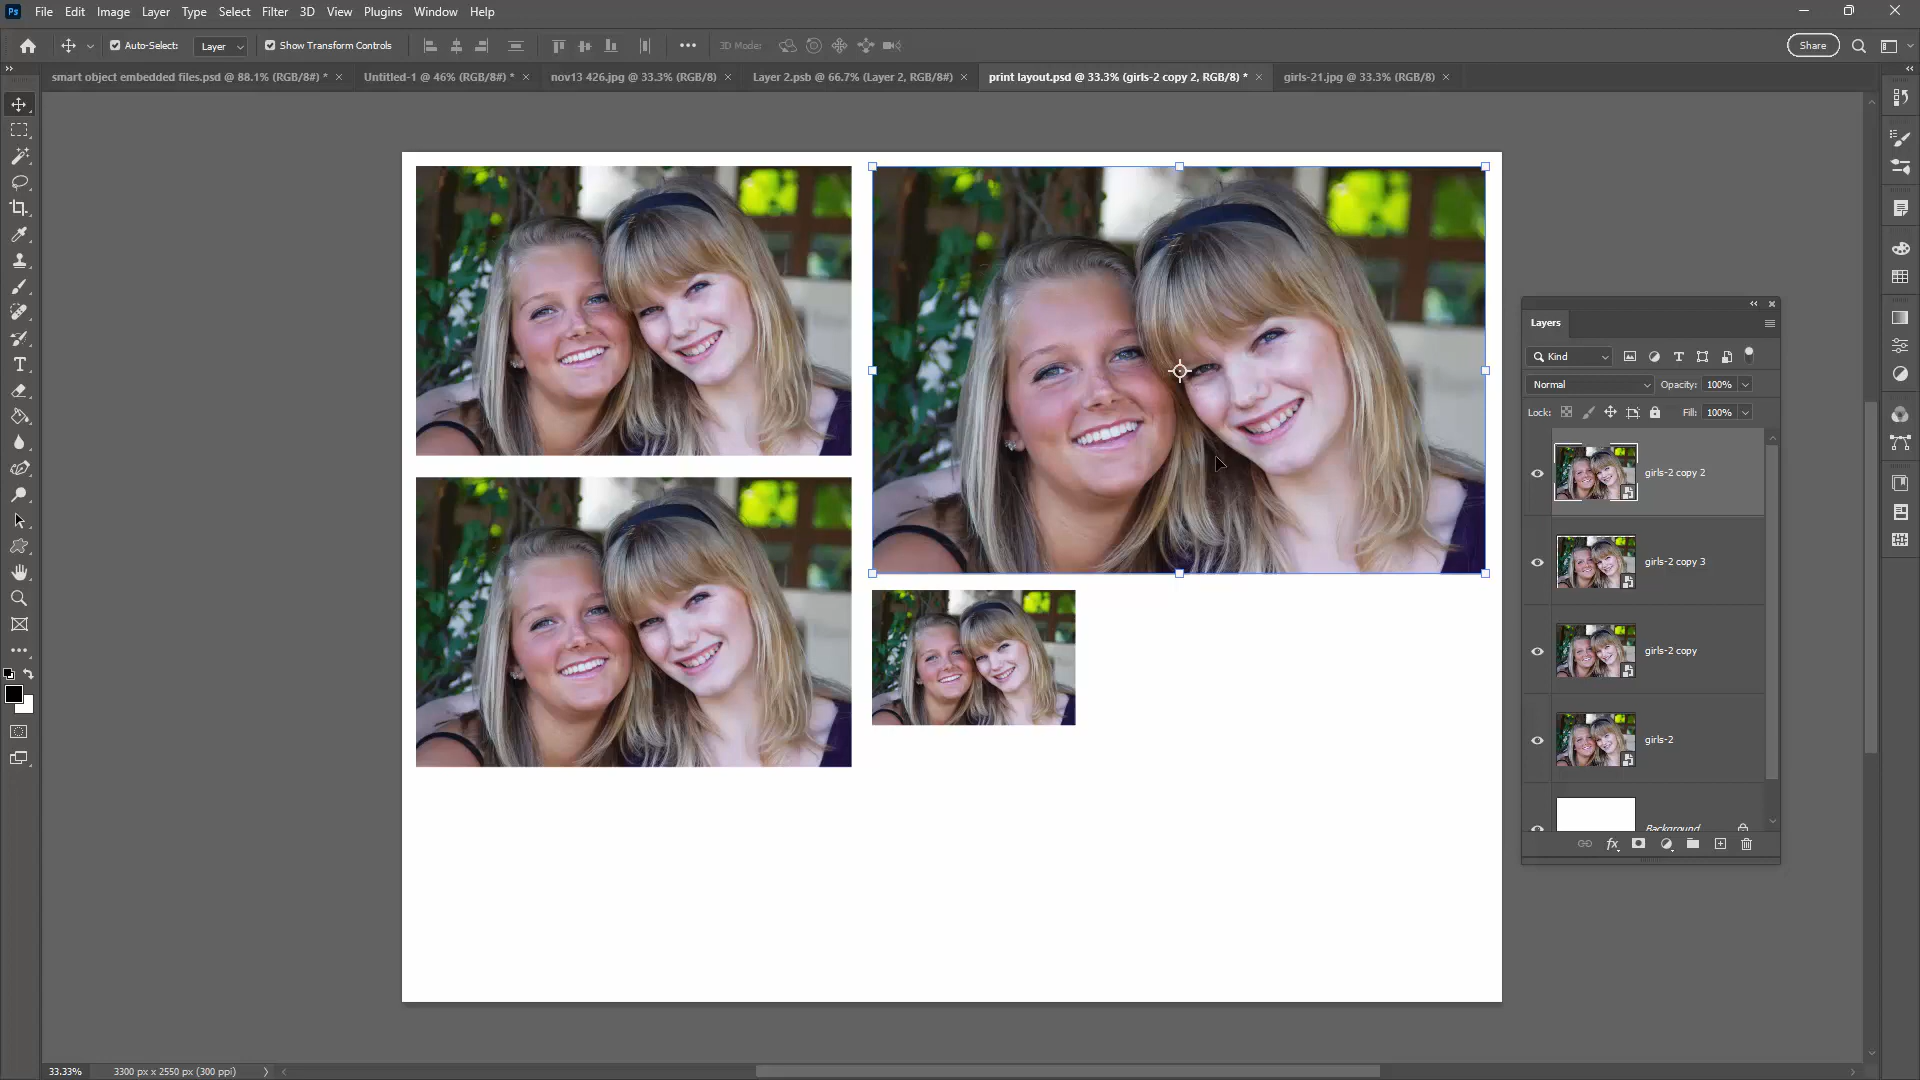 Ps File Edit Image Layer Type Select Filter 3D View Plugins Window Help
Auto-Select: Layer Show Transform Controls 3D Mode: Share
smart object embedded files.psd @ 88.1% (RGB/8#) * Untitled-1 @ 46% (RGB/8#) * nov13 426.jpg @ 33.3% (RGB/8) Layer 2.psb @ 66.7% (Layer 2, RGB/8#) print layout.psd @ 33.3% (girls-2 copy 2, RGB/8) * girls-21.jpg @ 33.3% (RGB/8)
Layers
Kind
Normal Opacity: 100%
Lock: Fill: 100%
girls-2 copy 2
girls-2 copy 3
girls-2 copy
girls-2
Background
fx
33.33% 3300 px x 2550 px (300 ppi)